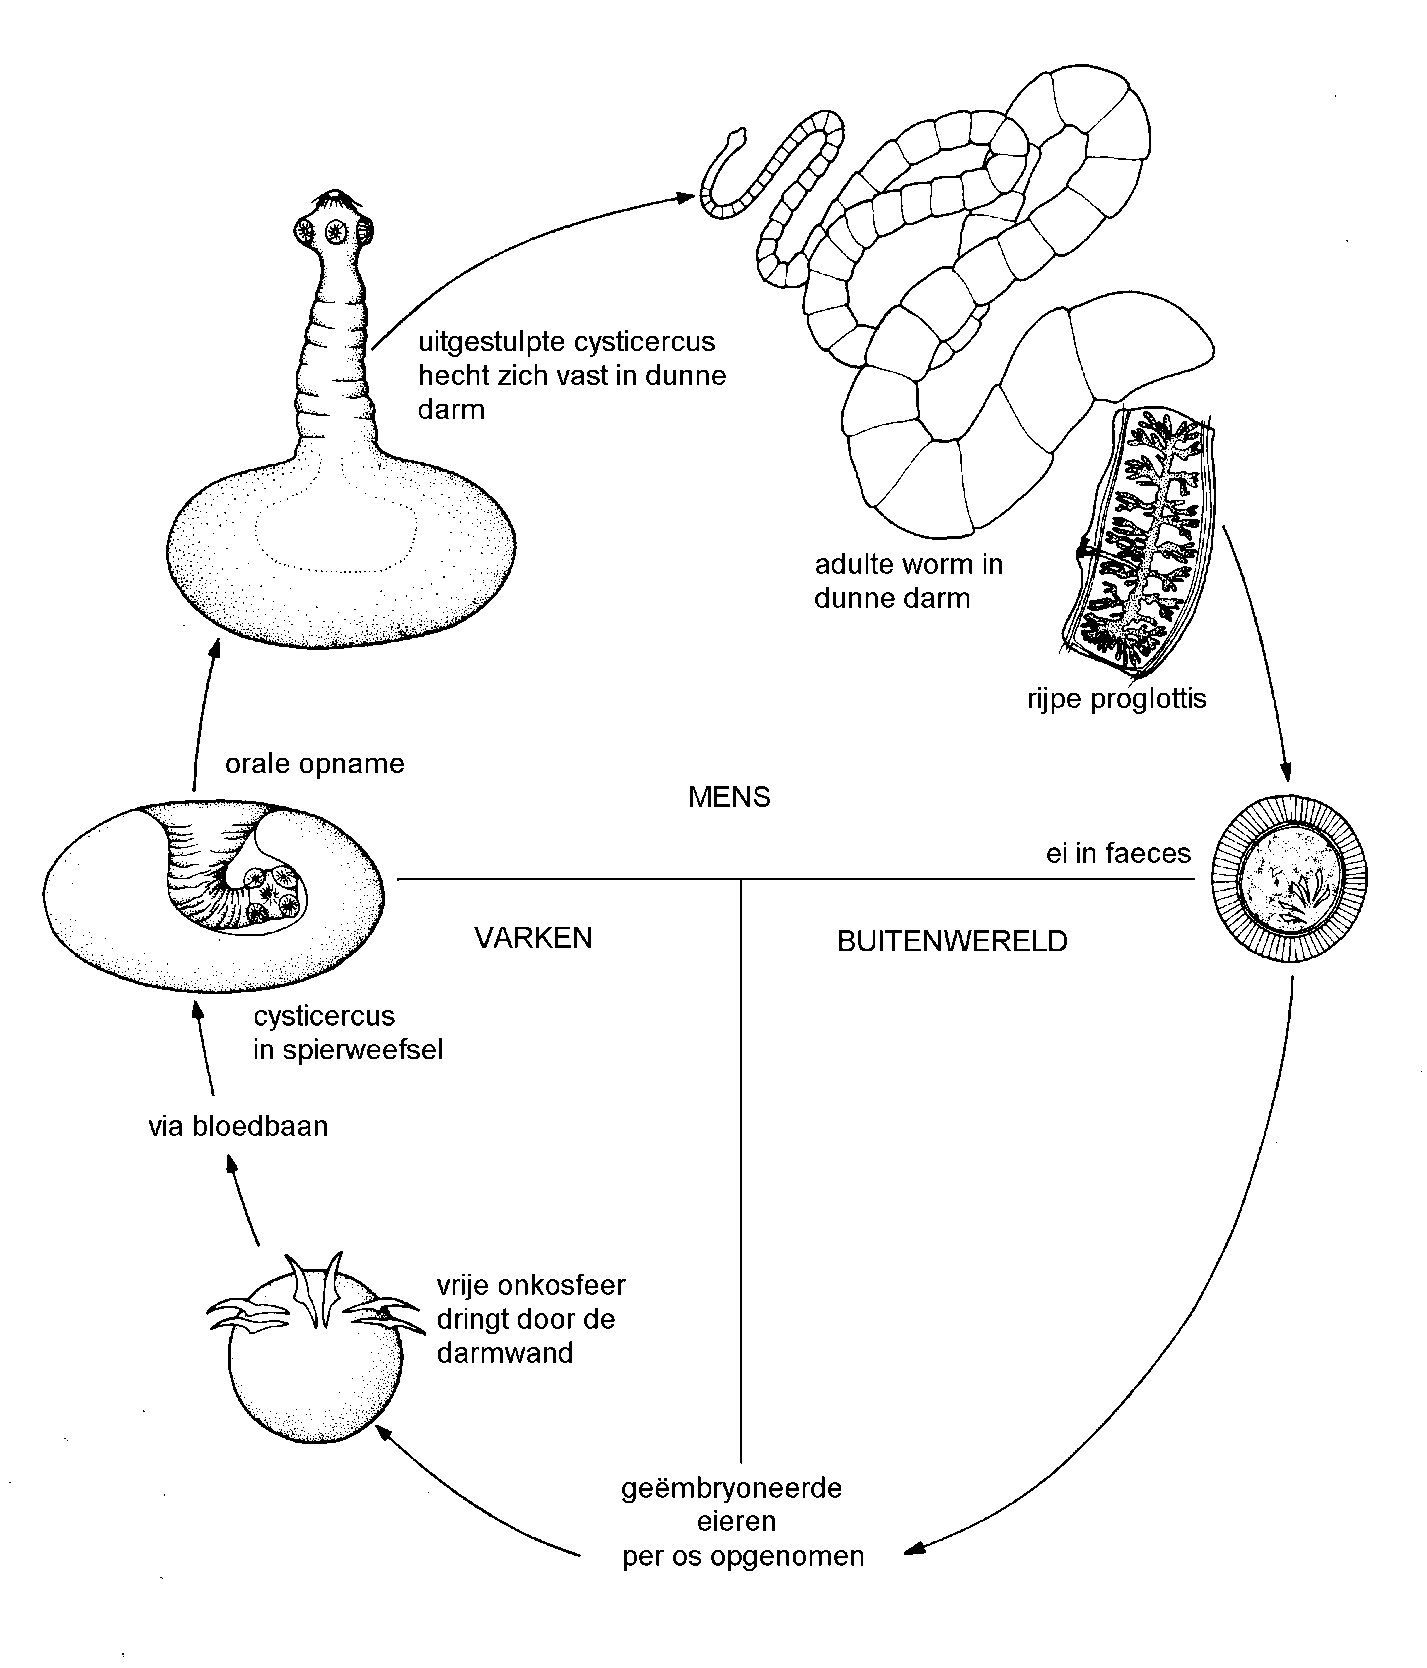 uitgestulpte cysticercus
hecht zich vast in dunne
darm
adulte worm in
dunne darm
rijpe proglottis
orale opname
MENS
ei in faeces
VARKEN
BUITENWERELD
cysticercus
in spierweefsel
via bloedbaan
vrije onkosfeer
dringt door de
darmwand
geëmbryoneerde
eieren
per os opgenomen